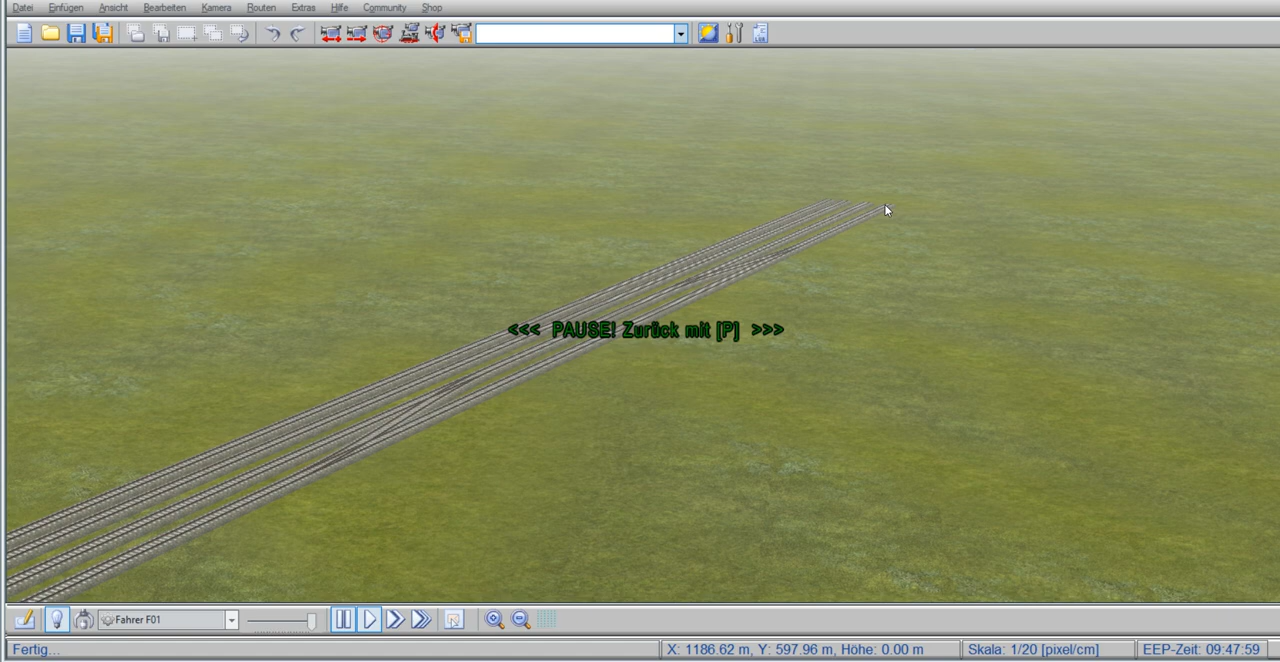 Datei Einfügen Ansicht Bearbeiten Kamera Routen Extras Hilfe Community Shop
<<< PAUSE! Zurück mit [P] >>>
Fahrer F01
Fertig... X: 1186.62 m, Y: 597.96 m, Höhe: 0.00 m Skala: 1/20 [pixel/cm] EEP-Zeit: 09:47:59